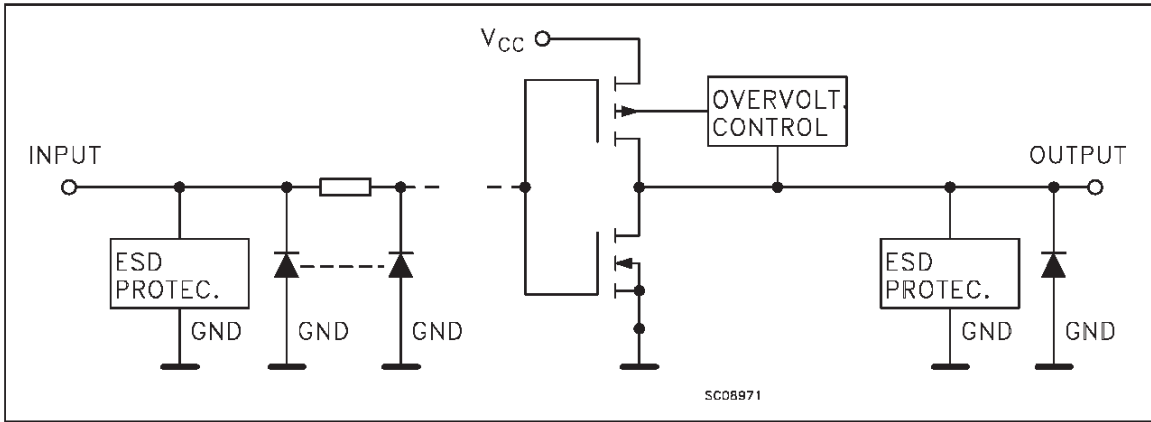 VCC
OVERVOLT.
CONTROL
INPUT
OUTPUT
ESD
PROTEC.
ESD
PROTEC.
GND
GND
GND
GND
GND
SC08971